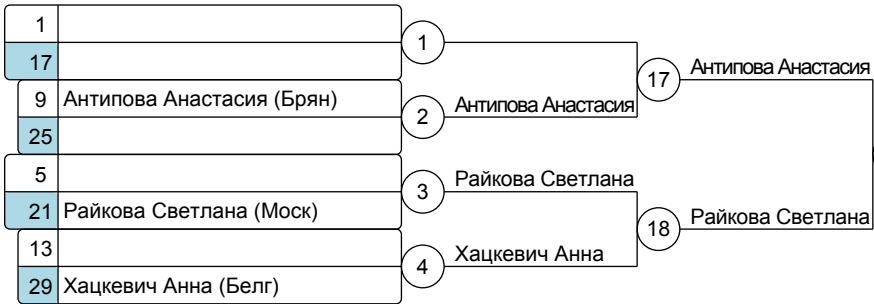 1
17
9 Антипова Анастасия (Брян)
25
5
21 Райкова Светлана (Моск)
13
29 Хацкевич Анна (Белг)
1
2 Антипова Анастасия
3 Райкова Светлана
4 Хацкевич Анна
17 Антипова Анастасия
18 Райкова Светлана